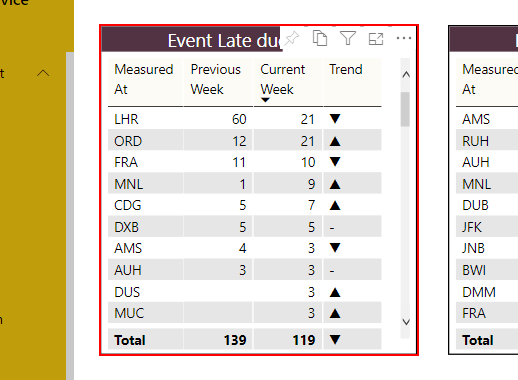 Event Late du
Measured At Previous Week Current Week Trend
LHR 60 21 ▼
ORD 12 21 ▲
FRA 11 10 ▼
MNL 1 9 ▲
CDG 5 7 ▲
DXB 5 5 -
AMS 4 3 ▼
AUH 3 3 -
DUS 3 ▲
MUC 3 ▲
Total 139 119 ▼
Measured At
AMS
RUH
AUH
MNL
DUB
JFK
JNB
BWI
DMM
FRA
Total